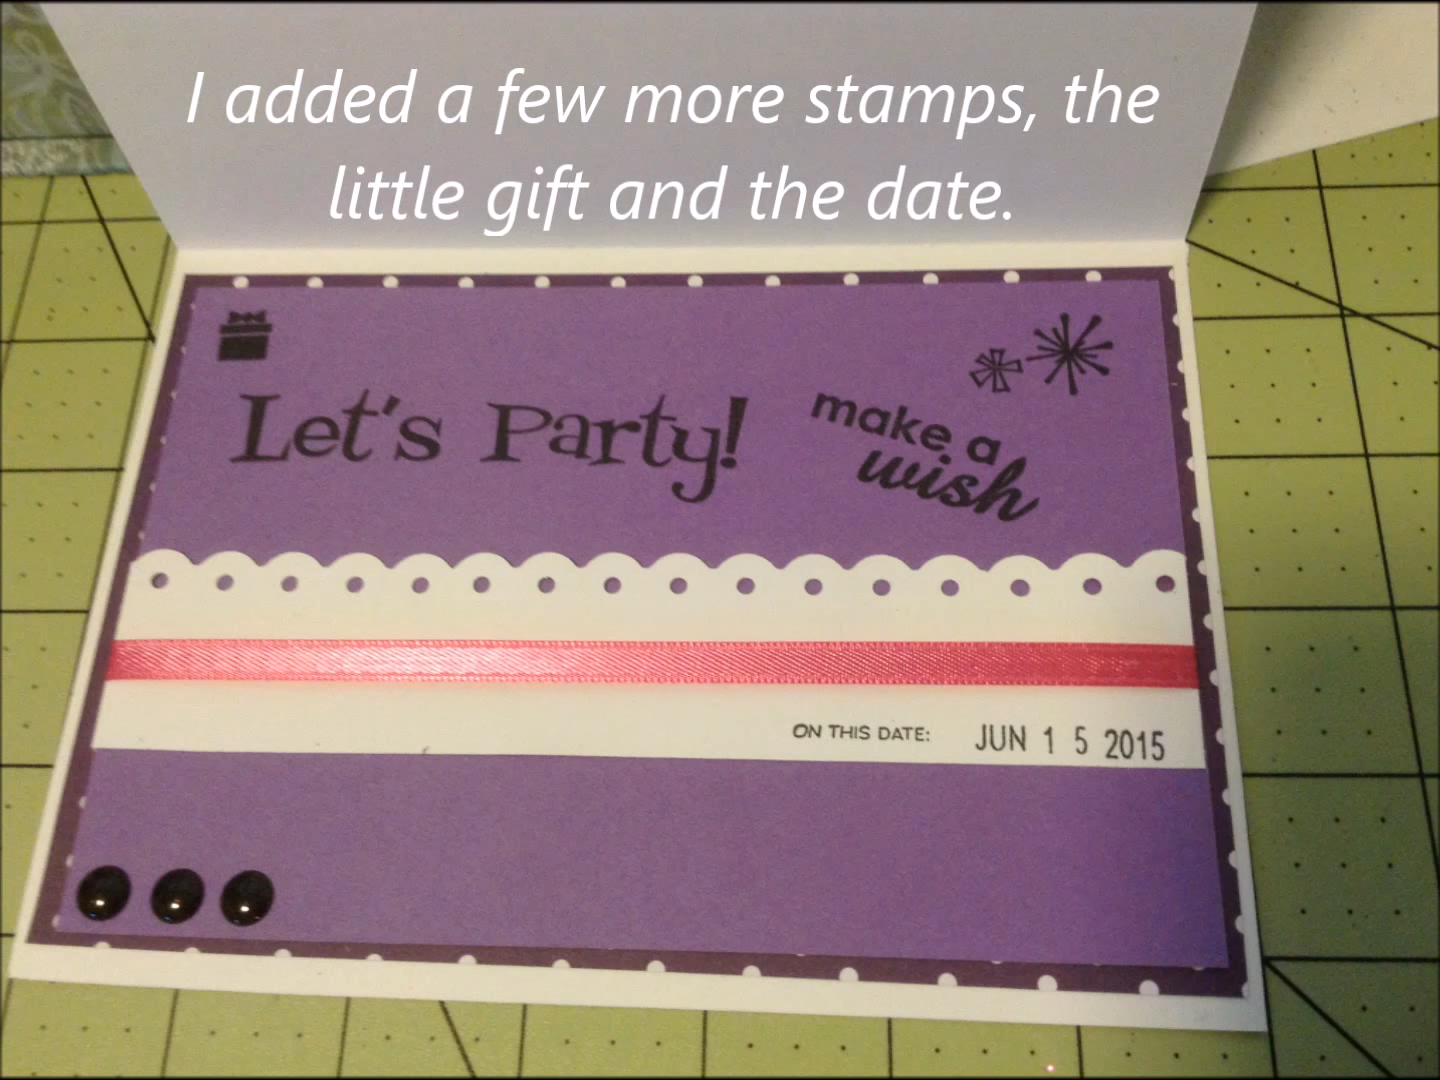 I added a few more stamps, the
little gift and the date.
Let's Party!
make a
wish
ON THIS DATE: JUN 1 5 2015